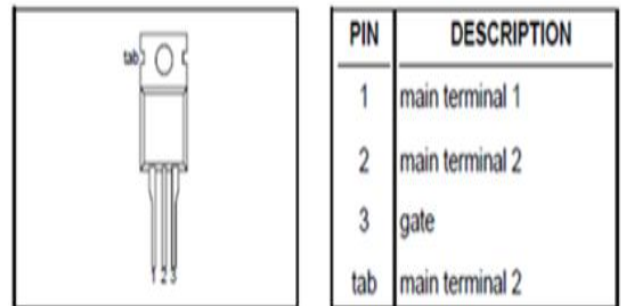 tab
1 2 3
PIN DESCRIPTION
1 main terminal 1
2 main terminal 2
3 gate
tab main terminal 2